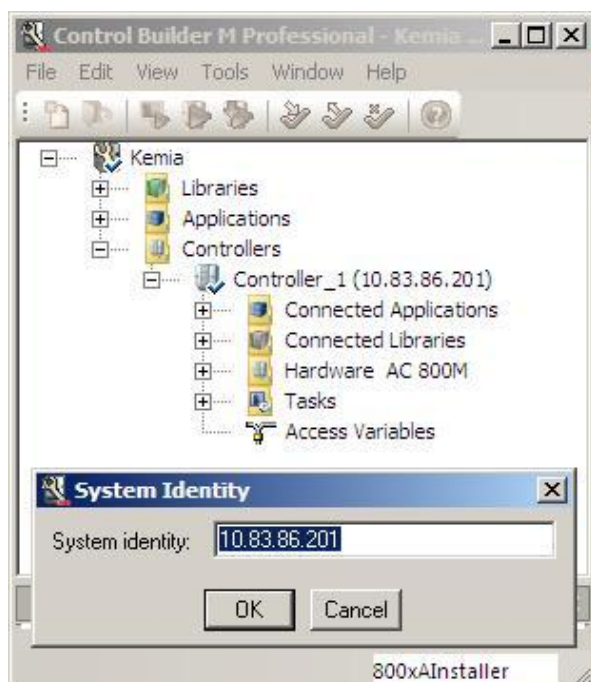 Control Builder M Professional - Kemia ...
File Edit View Tools Window Help
Kemia
Libraries
Applications
Controllers
Controller_1 (10.83.86.201)
Connected Applications
Connected Libraries
Hardware AC 800M
Tasks
Access Variables
System Identity
System identity: 10.83.86.201
OK Cancel
800xAInstaller